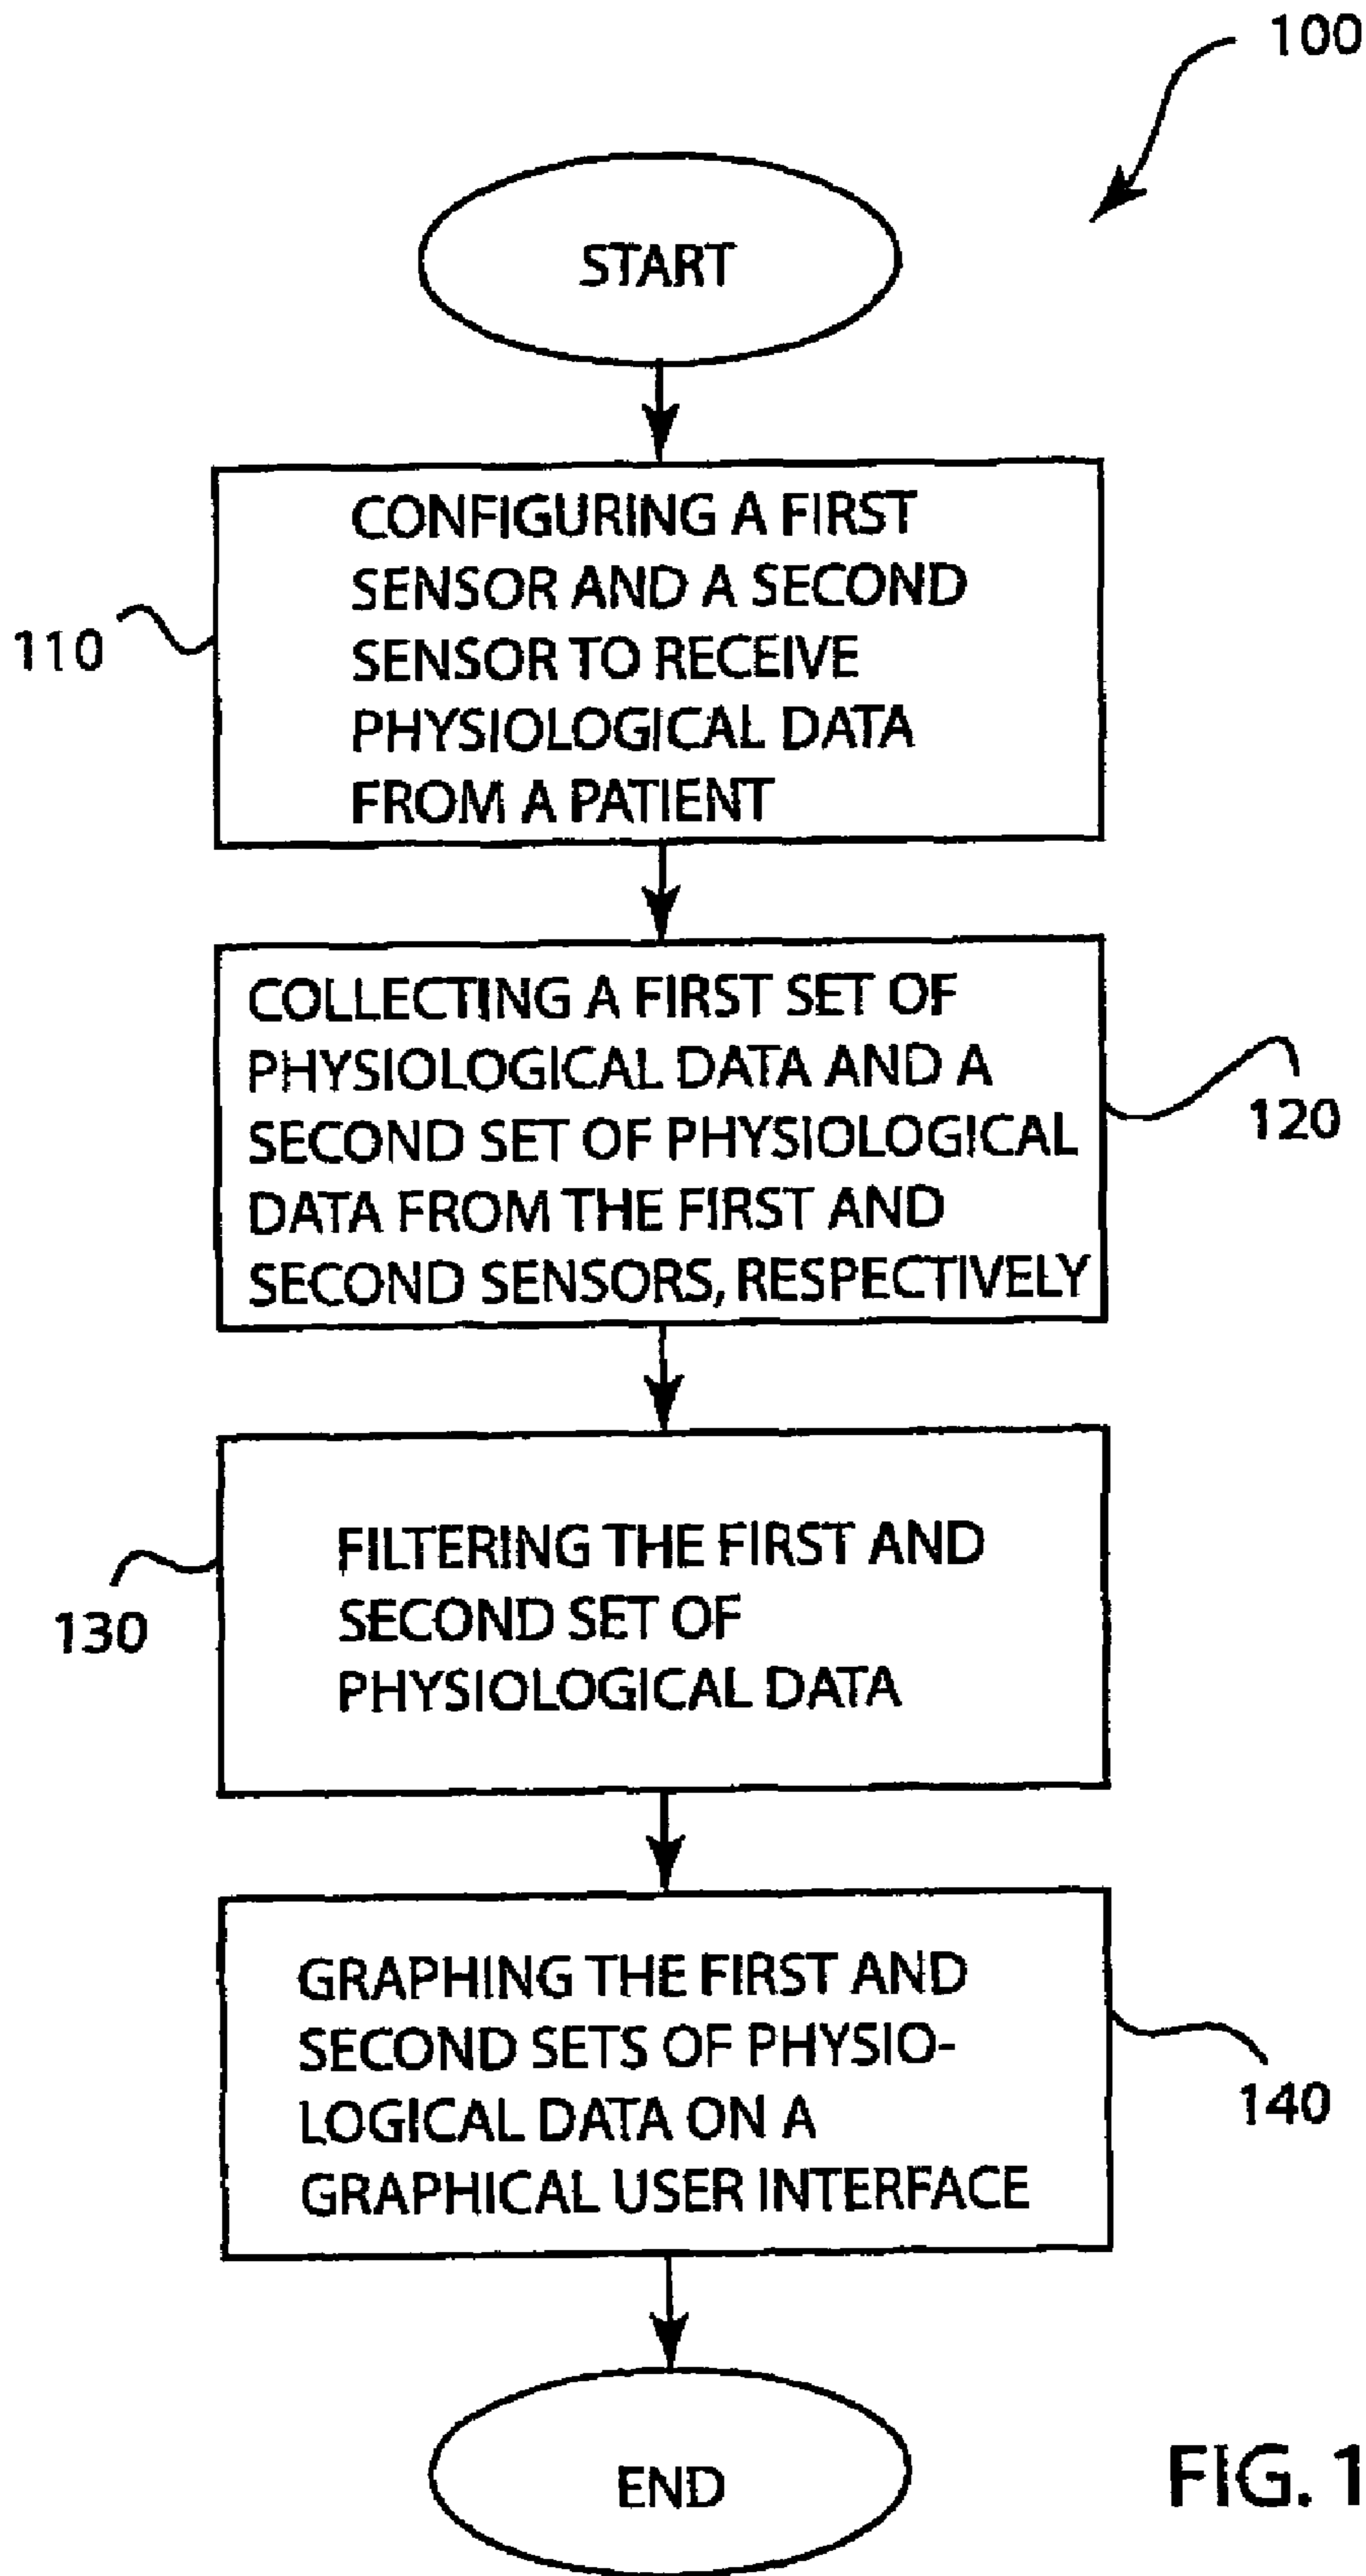 100
START
CONFIGURING A FIRST
SENSOR AND A SECOND
SENSOR TO RECEIVE
PHYSIOLOGICAL DATA
FROM A PATIENT
110
COLLECTING A FIRST SET OF
PHYSIOLOGICAL DATA AND A
SECOND SET OF PHYSIOLOGICAL
DATA FROM THE FIRST AND
SECOND SENSORS, RESPECTIVELY
120
FILTERING THE FIRST AND
SECOND SET OF
PHYSIOLOGICAL DATA
130
GRAPHING THE FIRST AND
SECOND SETS OF PHYSIO-
LOGICAL DATA ON A
GRAPHICAL USER INTERFACE
140
END
FIG. 1